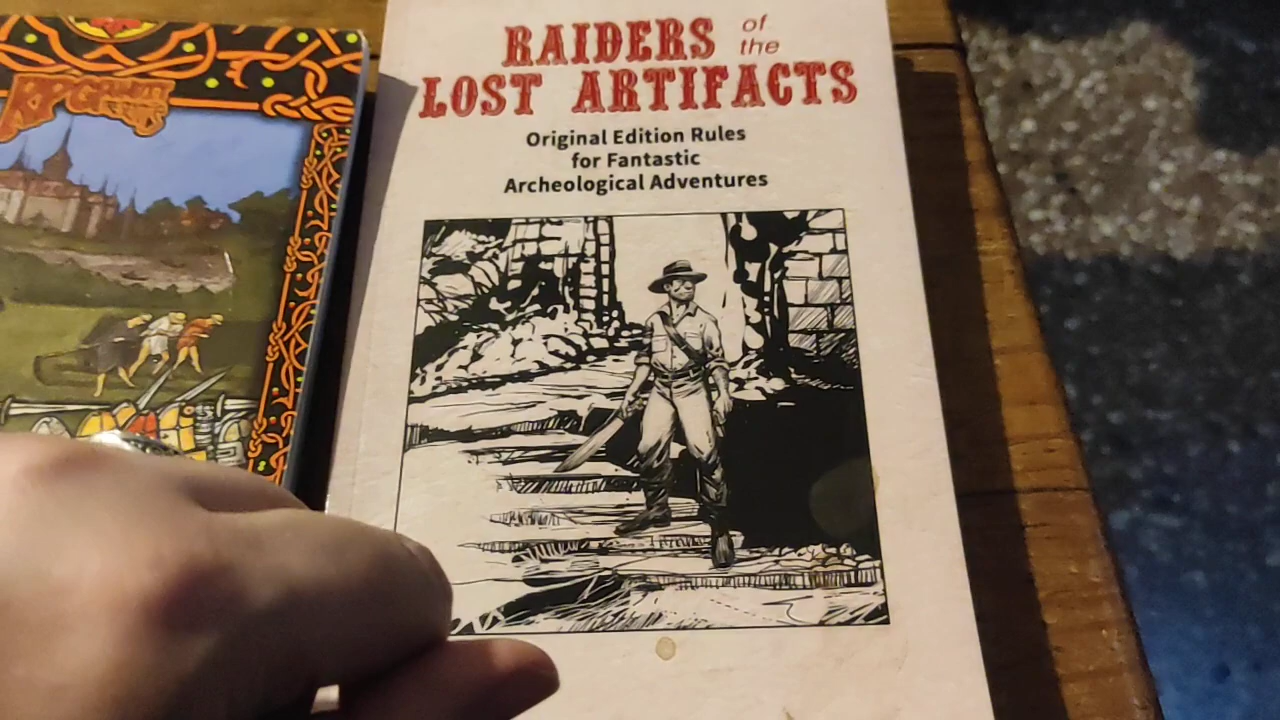 RAIDERS of the
LOST ARTIFACTS
Original Edition Rules
for Fantastic
Archeological Adventures